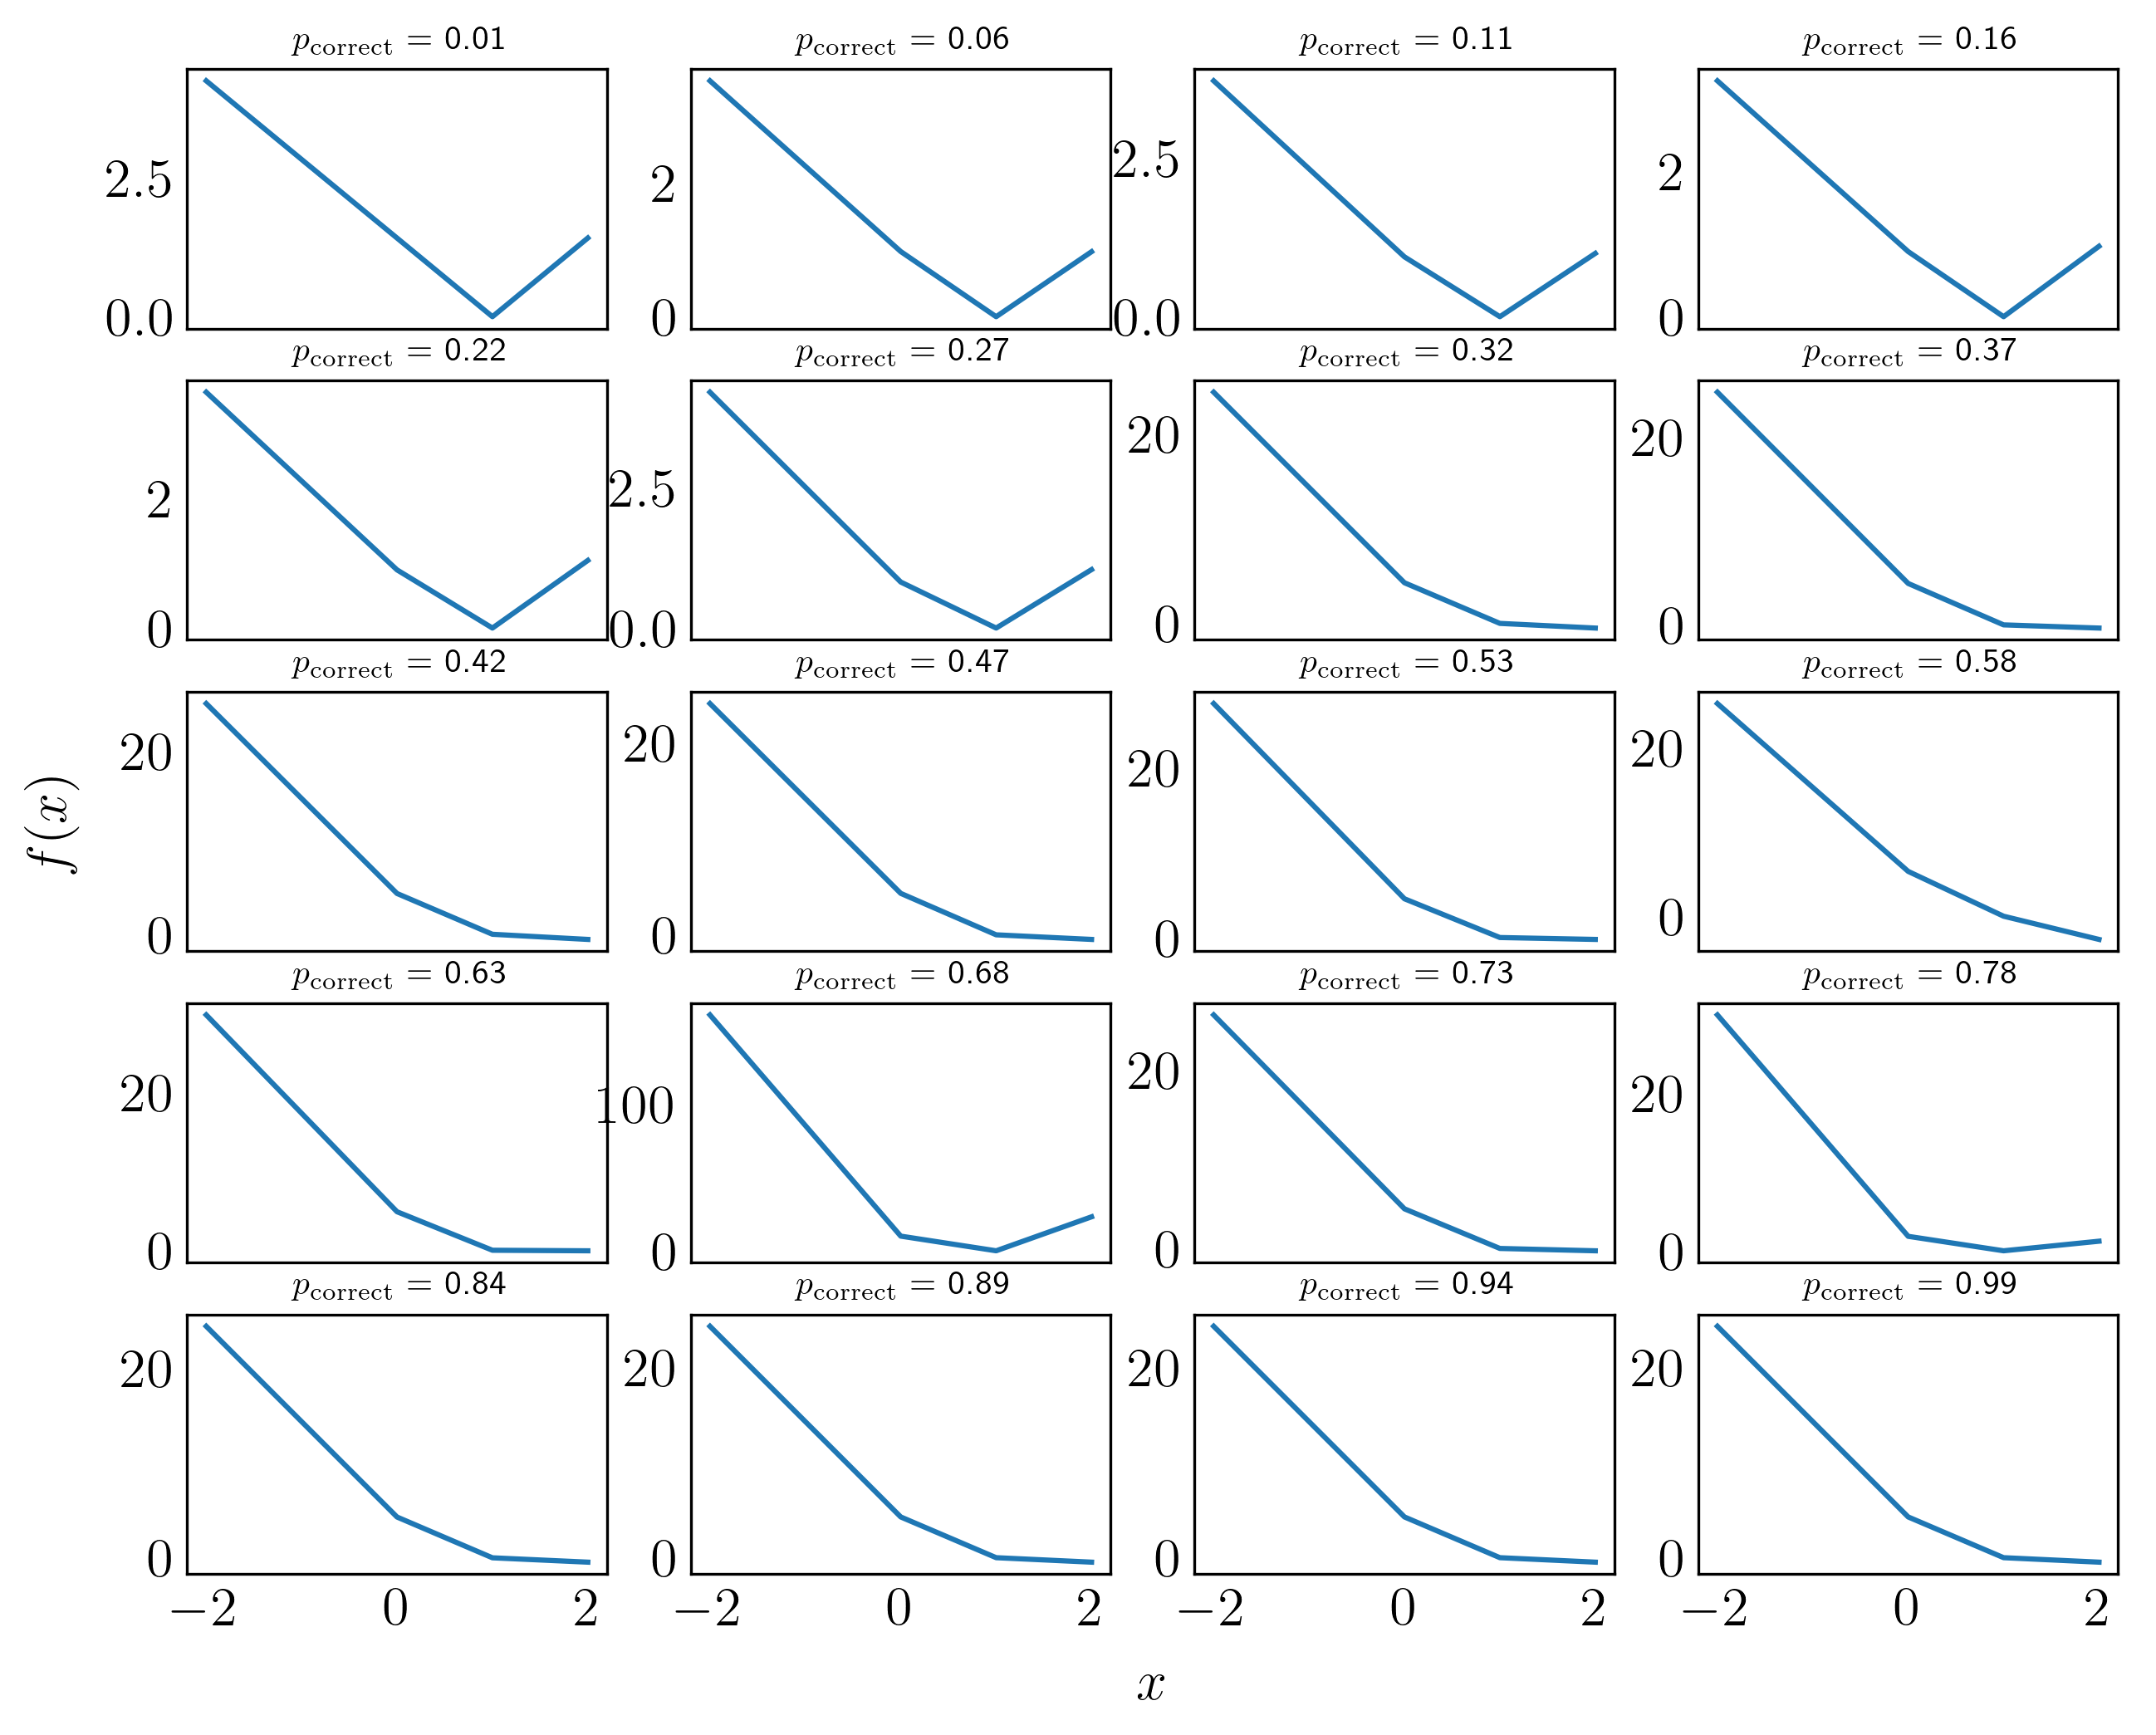 p_correct = 0.01 p_correct = 0.06 p_correct = 0.11 p_correct = 0.16
2.5 2 2.5 2
0.0 0 0.0 0
p_correct = 0.22 p_correct = 0.27 p_correct = 0.32 p_correct = 0.37
2 2.5 20 20
0 0.0 0 0
p_correct = 0.42 p_correct = 0.47 p_correct = 0.53 p_correct = 0.58
20 20 20 20
0 0 0 0
f(x)
p_correct = 0.63 p_correct = 0.68 p_correct = 0.73 p_correct = 0.78
20 100 20 20
0 0 0 0
p_correct = 0.84 p_correct = 0.89 p_correct = 0.94 p_correct = 0.99
20 20 20 20
0 0 0 0
−2 0 2 −2 0 2 −2 0 2 −2 0 2
x